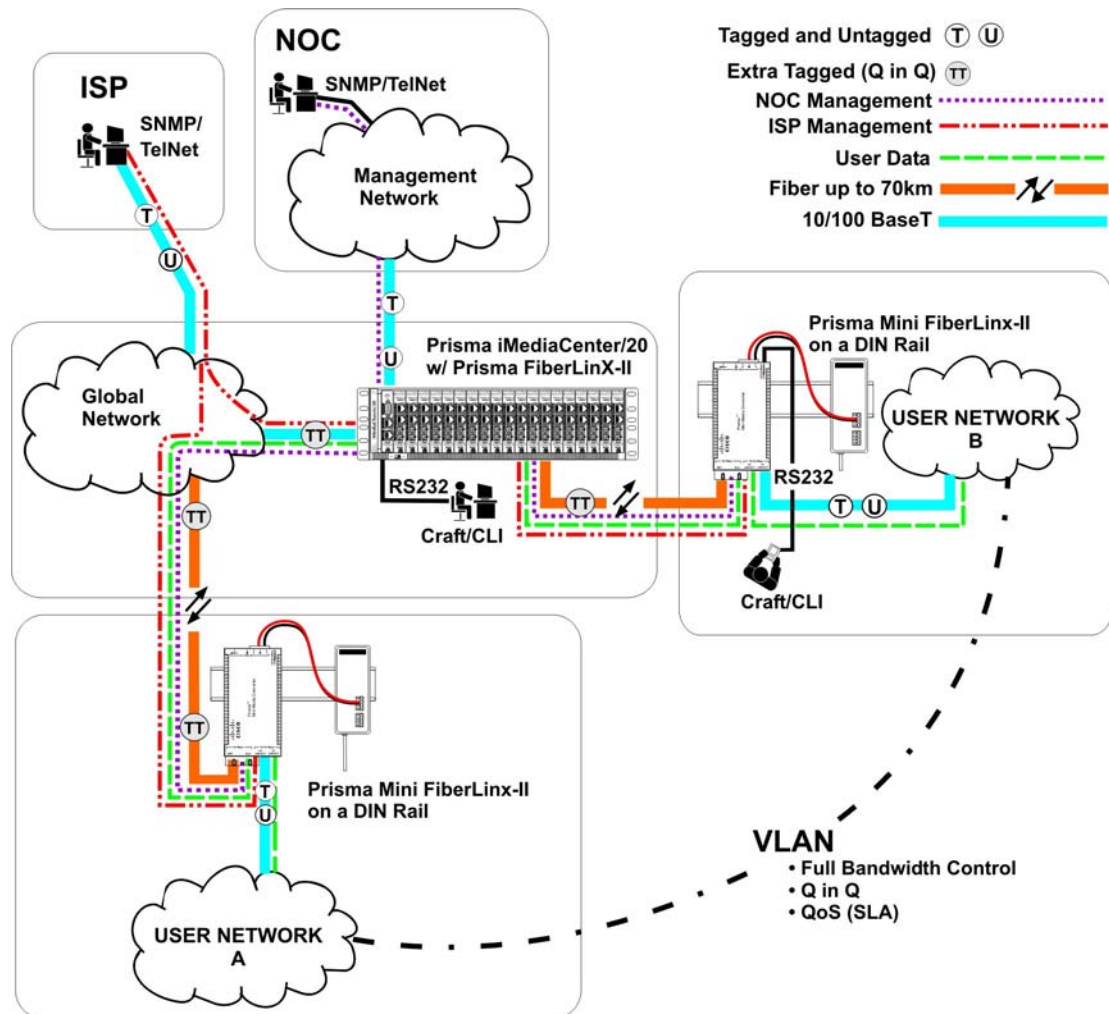 NOC
SNMP/TelNet
Management
Network
ISP
SNMP/
TelNet
T
U
T
U
Tagged and Untagged T U
Extra Tagged (Q in Q) TT
NOC Management
ISP Management
User Data
Fiber up to 70km
10/100 BaseT
Global
Network
TT
TT
Prisma iMediaCenter/20
w/ Prisma FiberLinX-II
RS232
Craft/CLI
TT
Prisma Mini FiberLinx-II
on a DIN Rail
CISCO
RS232
T U
Craft/CLI
USER NETWORK
B
TT
CISCO
Prisma Mini FiberLinx-II
on a DIN Rail
T
U
USER NETWORK
A
VLAN
• Full Bandwidth Control
• Q in Q
• QoS (SLA)